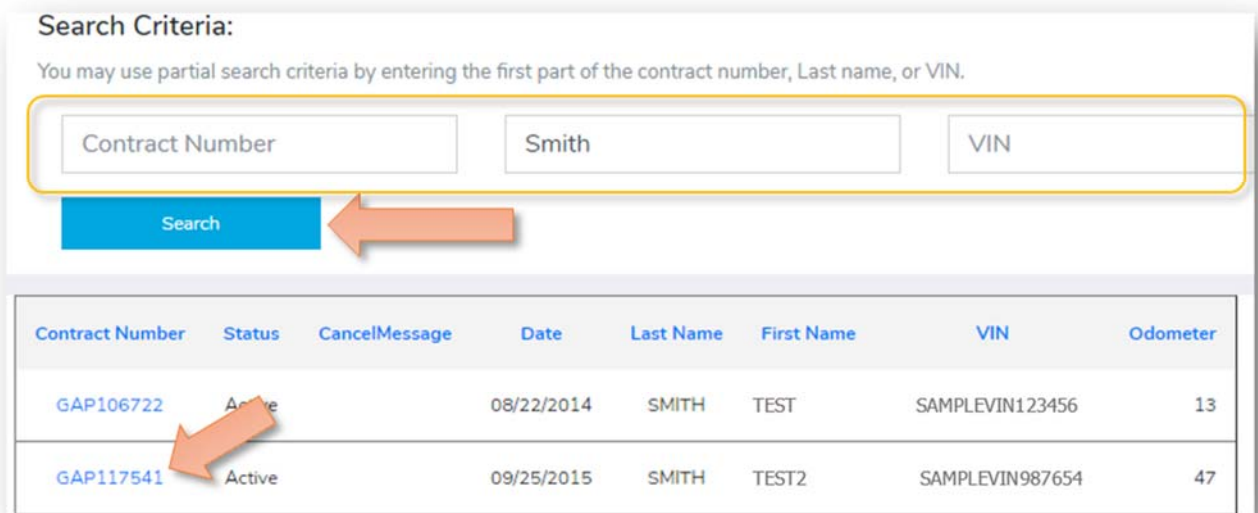 Search Criteria:
You may use partial search criteria by entering the first part of the contract number, Last name, or VIN.
Contract Number Smith VIN
Search
Contract Number Status CancelMessage Date Last Name First Name VIN Odometer
GAP106722 Active 08/22/2014 SMITH TEST SAMPLEVIN123456 13
GAP117541 Active 09/25/2015 SMITH TEST2 SAMPLEVIN987654 47